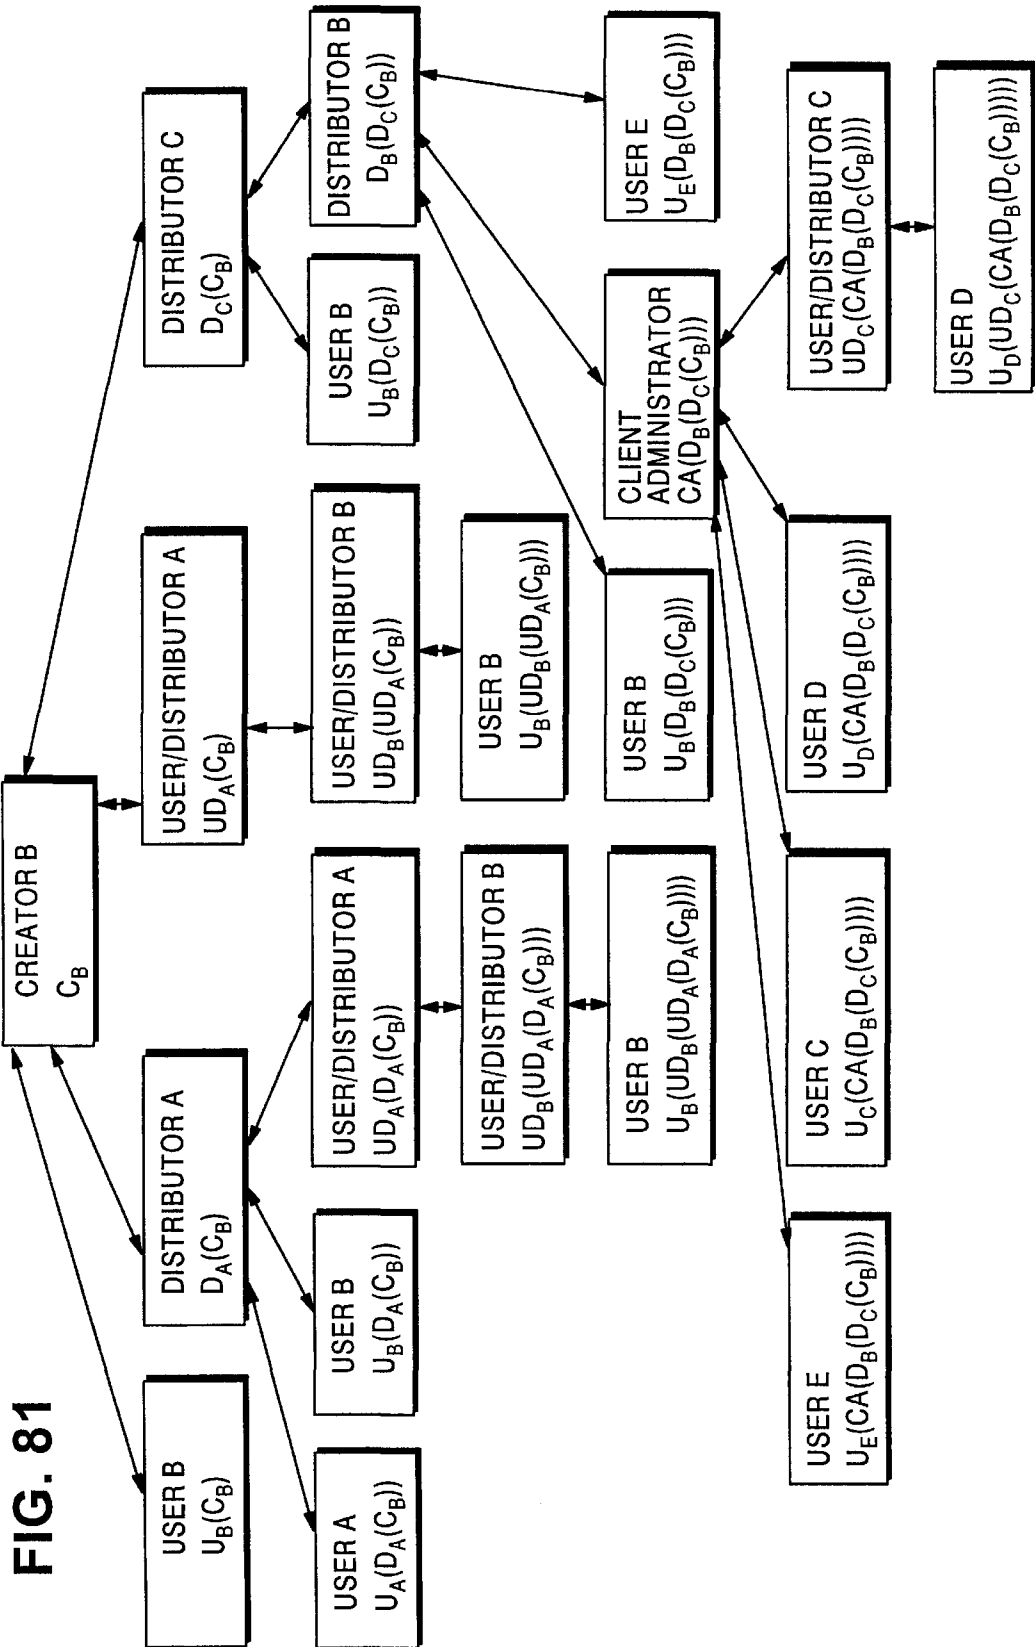 FIG. 81
CREATOR B
C_B
USER B
U_B(C_B)
DISTRIBUTOR A
D_A(C_B)
USER/DISTRIBUTOR A
UD_A(C_B)
DISTRIBUTOR C
D_C(C_B)
USER A
U_A(D_A(C_B))
USER B
U_B(D_A(C_B))
USER/DISTRIBUTOR A
UD_A(D_A(C_B))
USER/DISTRIBUTOR B
UD_B(UD_A(C_B))
USER B
U_B(D_C(C_B))
DISTRIBUTOR B
D_B(D_C(C_B))
USER/DISTRIBUTOR B
UD_B(UD_A(D_A(C_B)))
USER B
U_B(UD_B(UD_A(C_B)))
USER B
U_B(UD_B(UD_A(D_A(C_B))))
USER B
U_B(D_B(D_C(C_B)))
CLIENT
ADMINISTRATOR
CA(D_B(D_C(C_B)))
USER E
U_E(D_B(D_C(C_B)))
USER E
U_E(CA(D_B(D_C(C_B)))))
USER C
U_C(CA(D_B(D_C(C_B))))
USER D
U_D(CA(D_B(D_C(C_B))))
USER/DISTRIBUTOR C
UD_C(CA(D_B(D_C(C_B))))
USER D
U_D(UD_C(CA(D_B(D_C(C_B))))))